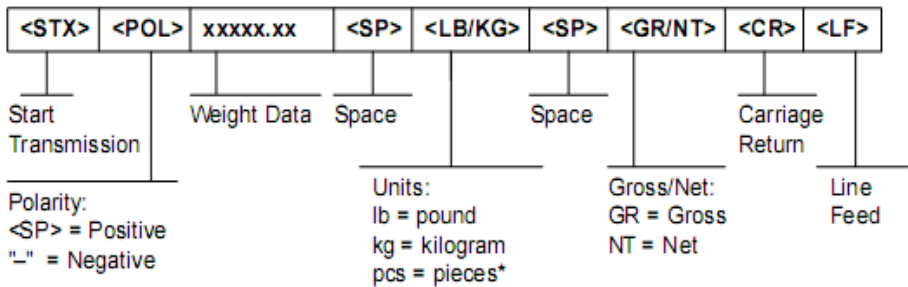 <STX> <POL> xxxxx.xx <SP> <LB/KG> <SP> <GR/NT> <CR> <LF>
Start
Transmission
Weight Data
Space
Space
Carriage
Return
Polarity:
<SP> = Positive
"–" = Negative
Units:
lb = pound
kg = kilogram
pcs = pieces*
Gross/Net:
GR = Gross
NT = Net
Line
Feed